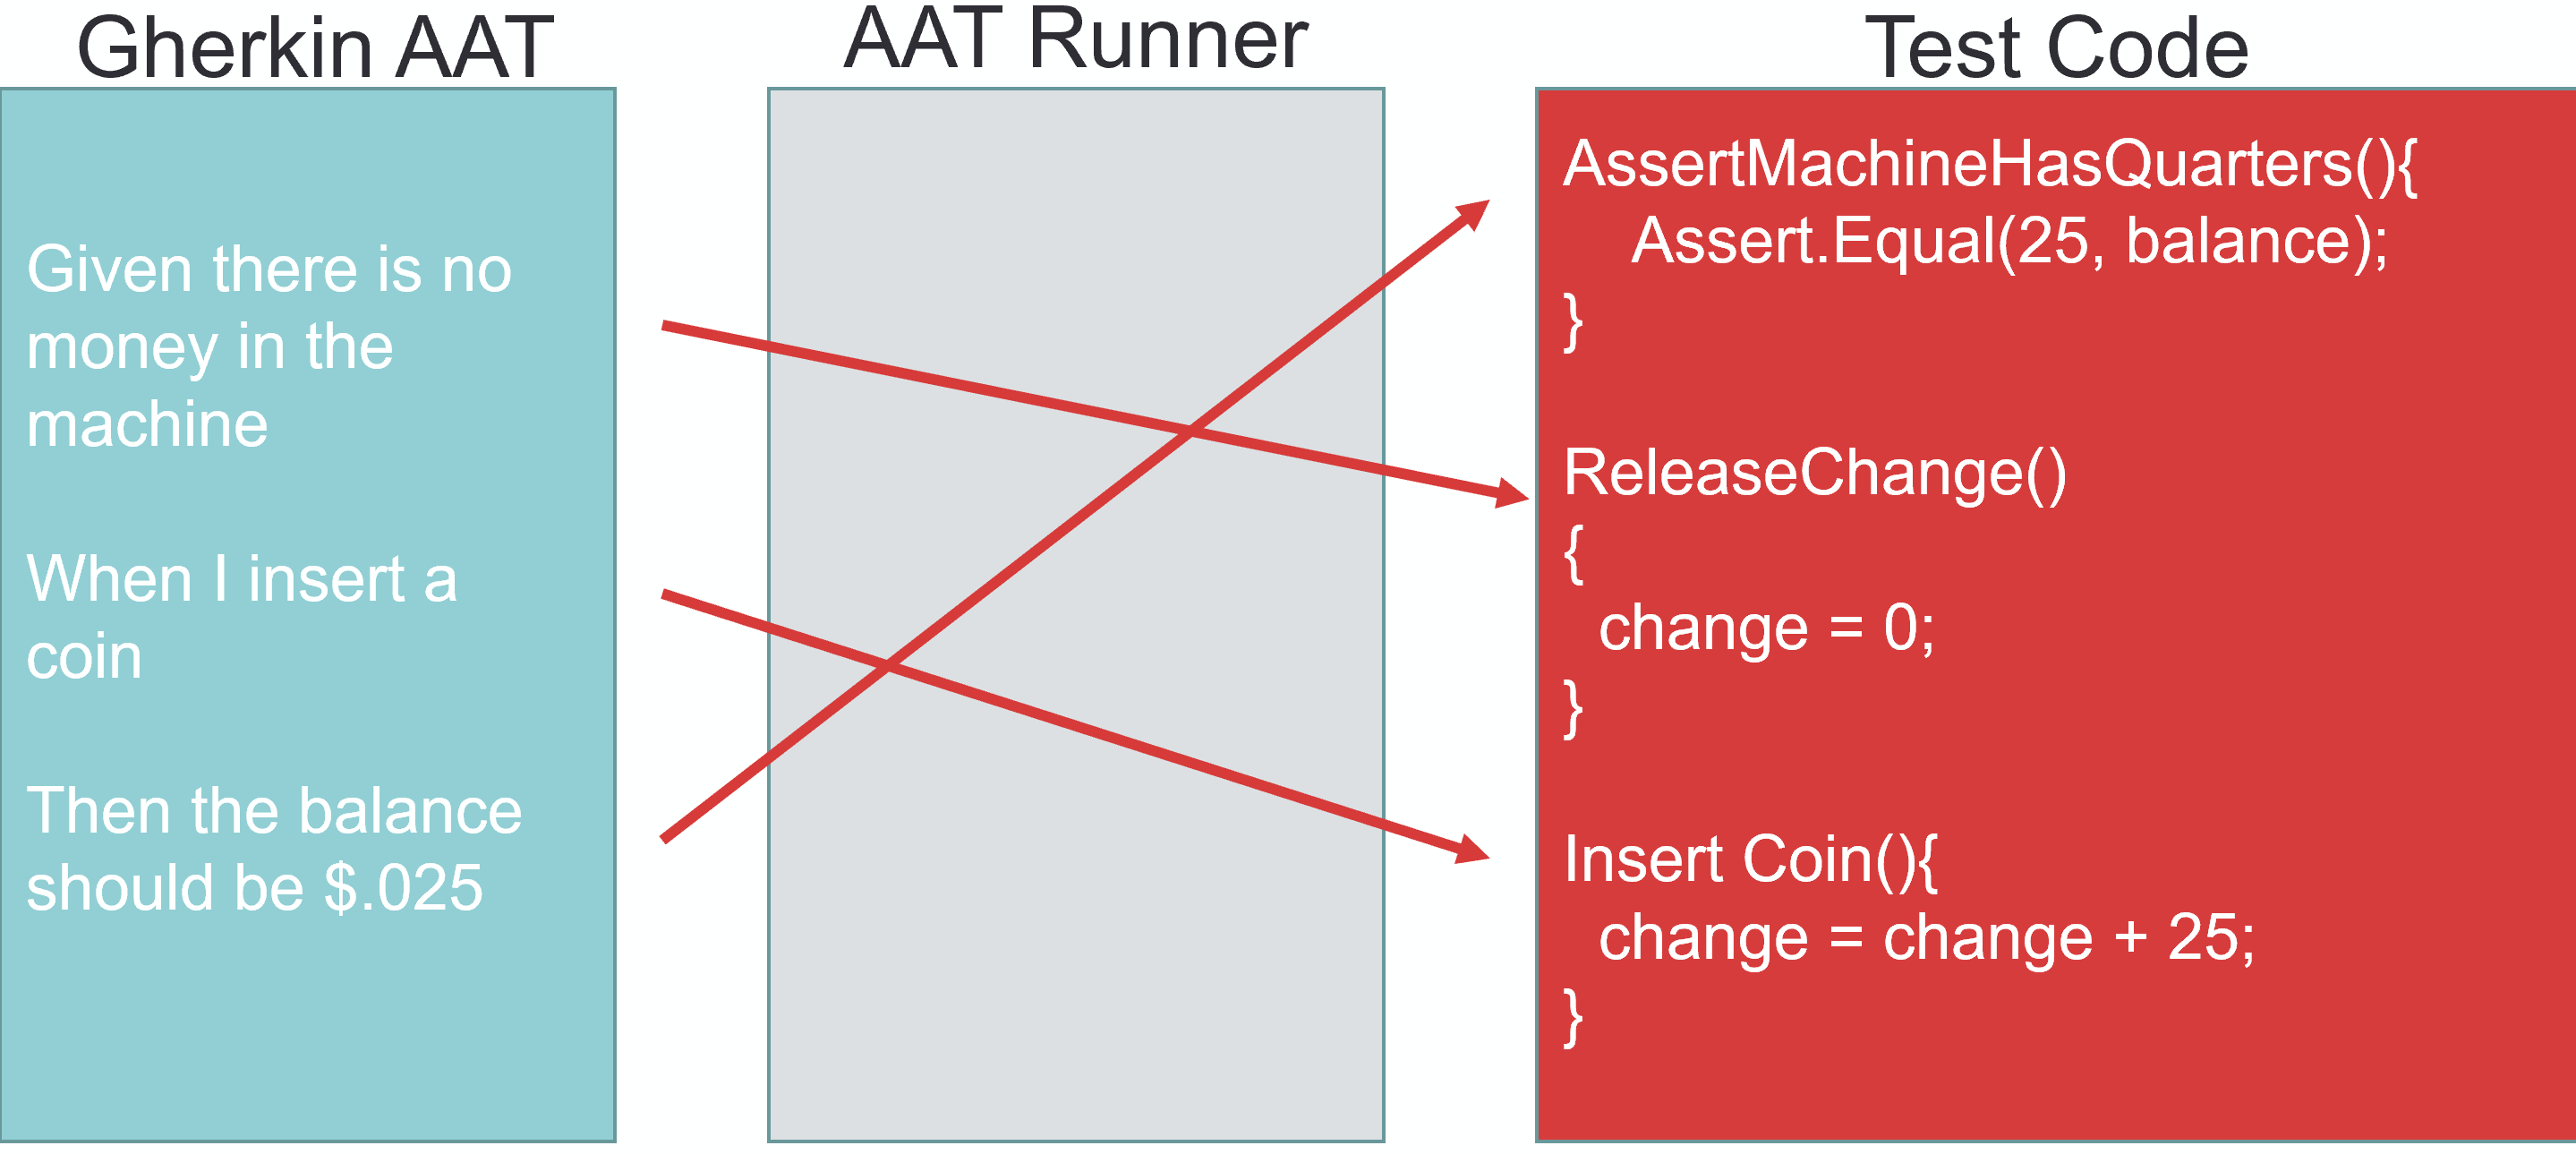 Gherkin AAT
Given there is no
money in the
machine
When I insert a
coin
Then the balance
should be $.025
AAT Runner
Test Code
AssertMachineHasQuarters(){
Assert.Equal(25, balance);
}
ReleaseChange()
{
change = 0;
}
Insert Coin(){
change = change + 25;
}